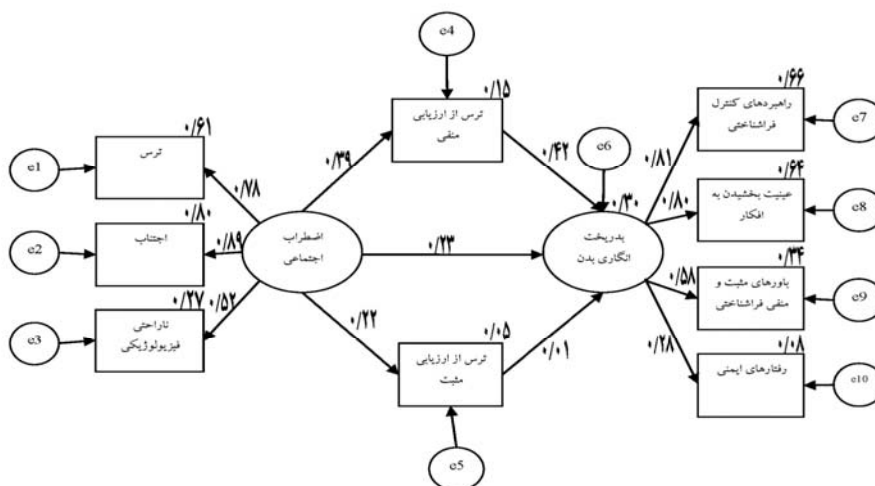 e4
۰/۱۵
ترس از ارزیابی
منفی
۰/۶۱
ترس
e1
۰/۷۸
۰/۸۰
اجتناب
e2
۰/۸۹
۰/۲۷
ناراحتی
فیزیولوژیکی
e3
۰/۵۲
اضطراب
اجتماعی
۰/۳۹
۰/۲۳
۰/۲۲
۰/۰۵
ترس از ارزیابی
مثبت
e5
۰/۴۲
۰/۰۱
e6
۰/۳۰
بدریخت
انگاری بدن
۰/۸۱
۰/۸۰
۰/۵۸
۰/۲۸
۰/۶۶
راهبردهای کنترل
فراشناختی
e7
۰/۶۴
عینیت بخشیدن به
افکار
e8
۰/۳۴
باورهای مثبت و
منفی فراشناختی
e9
۰/۰۸
رفتارهای ایمنی
e10